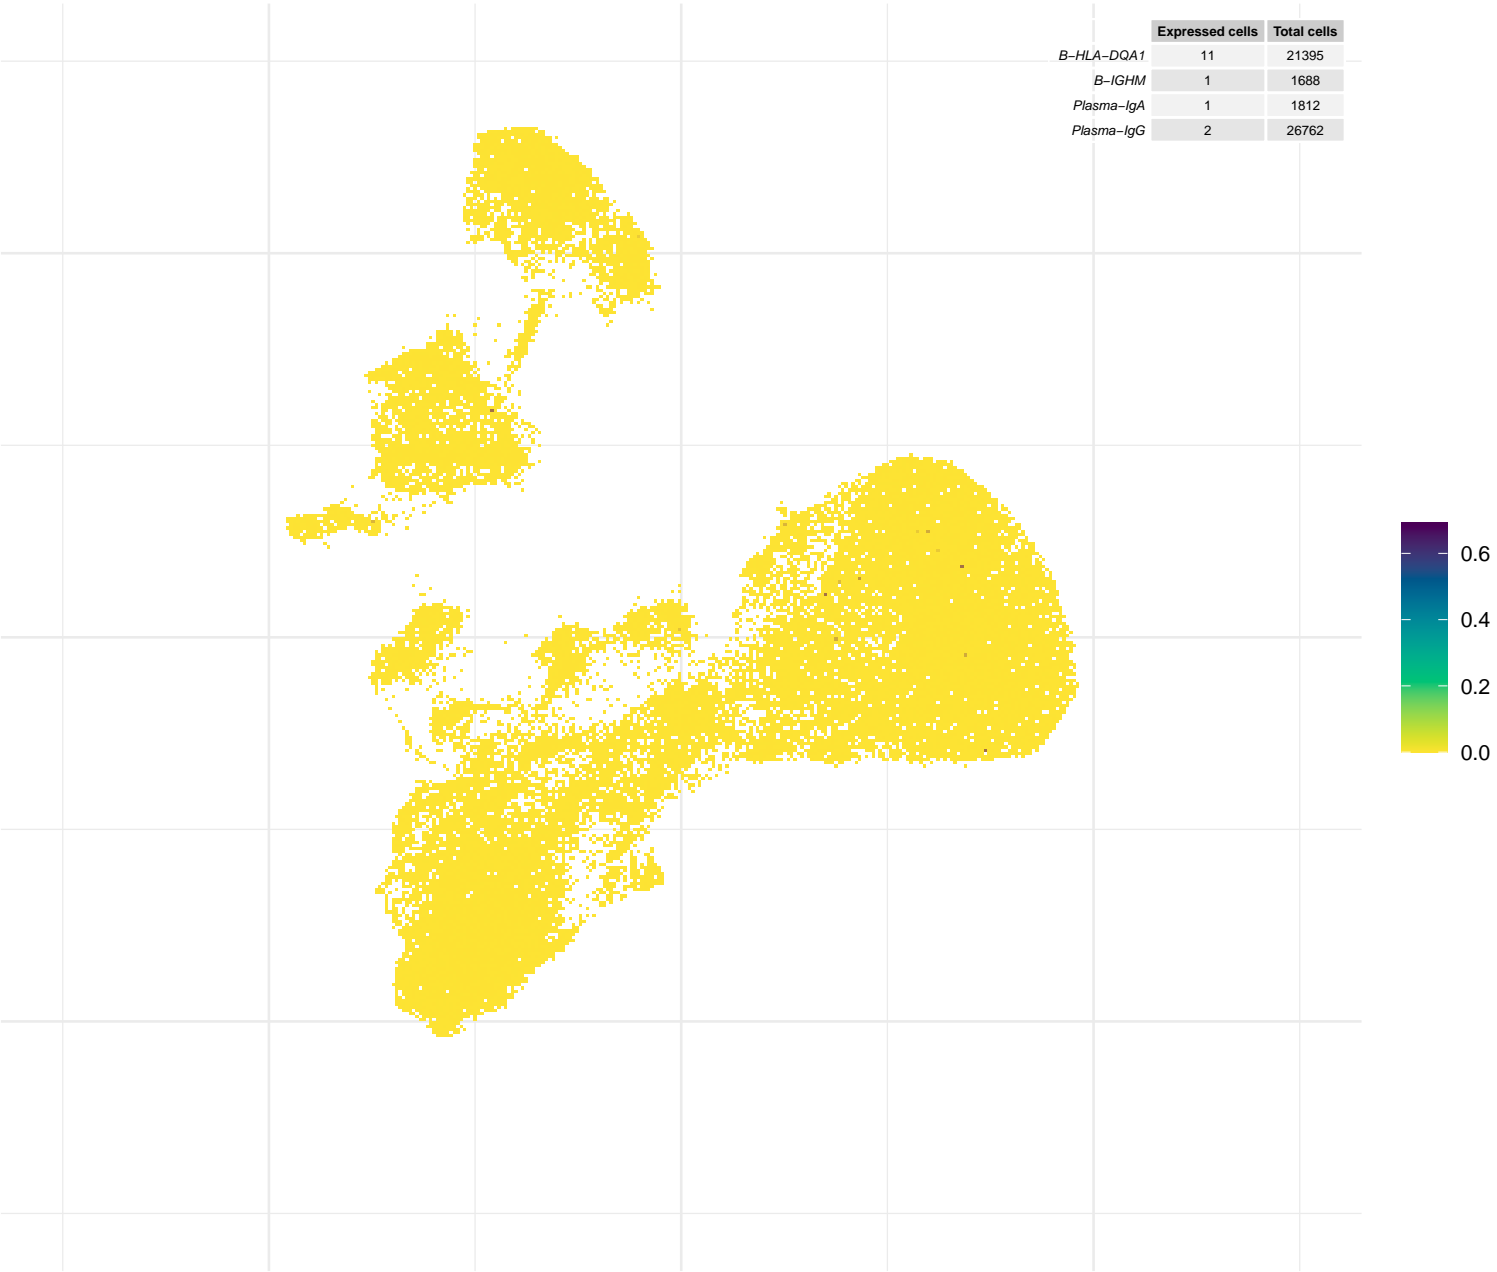 Expressed cells Total cells
B−HLA−DQA1 11 21395
B−IGHM 1 1688
Plasma−IgA 1 1812
Plasma−IgG 2 26762
0.6
0.4
0.2
0.0